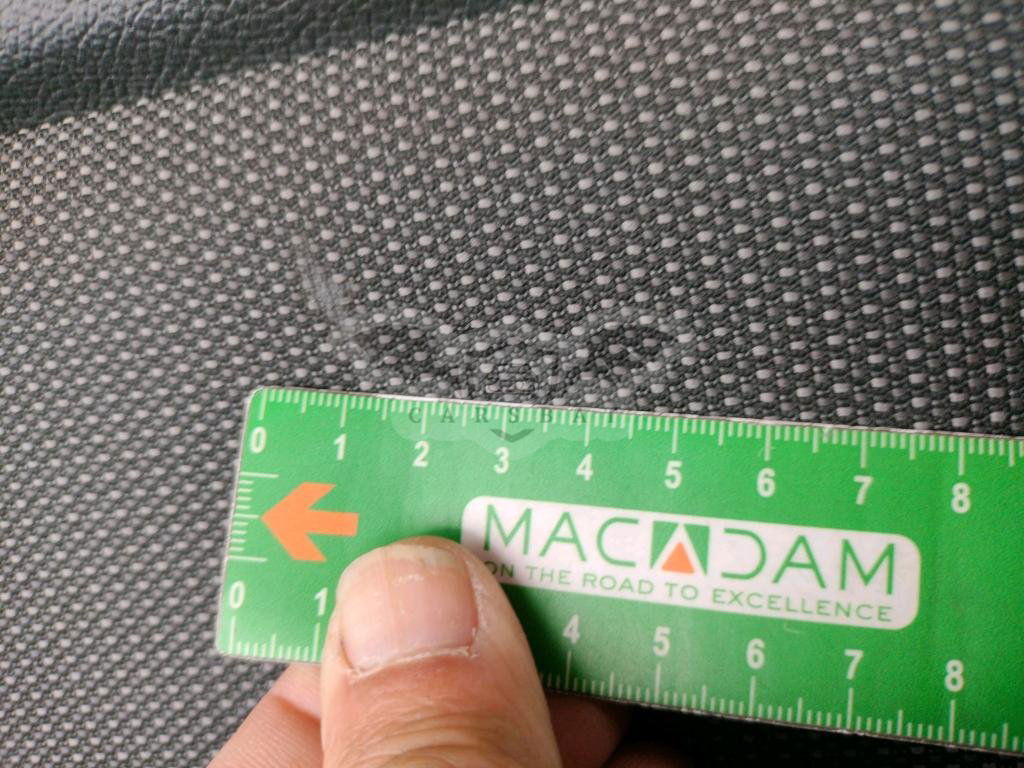 CARSBA
0 1 2 3 4 5 6 7 8
MACADAM
ON THE ROAD TO EXCELLENCE
0 1 4 5 6 7 8